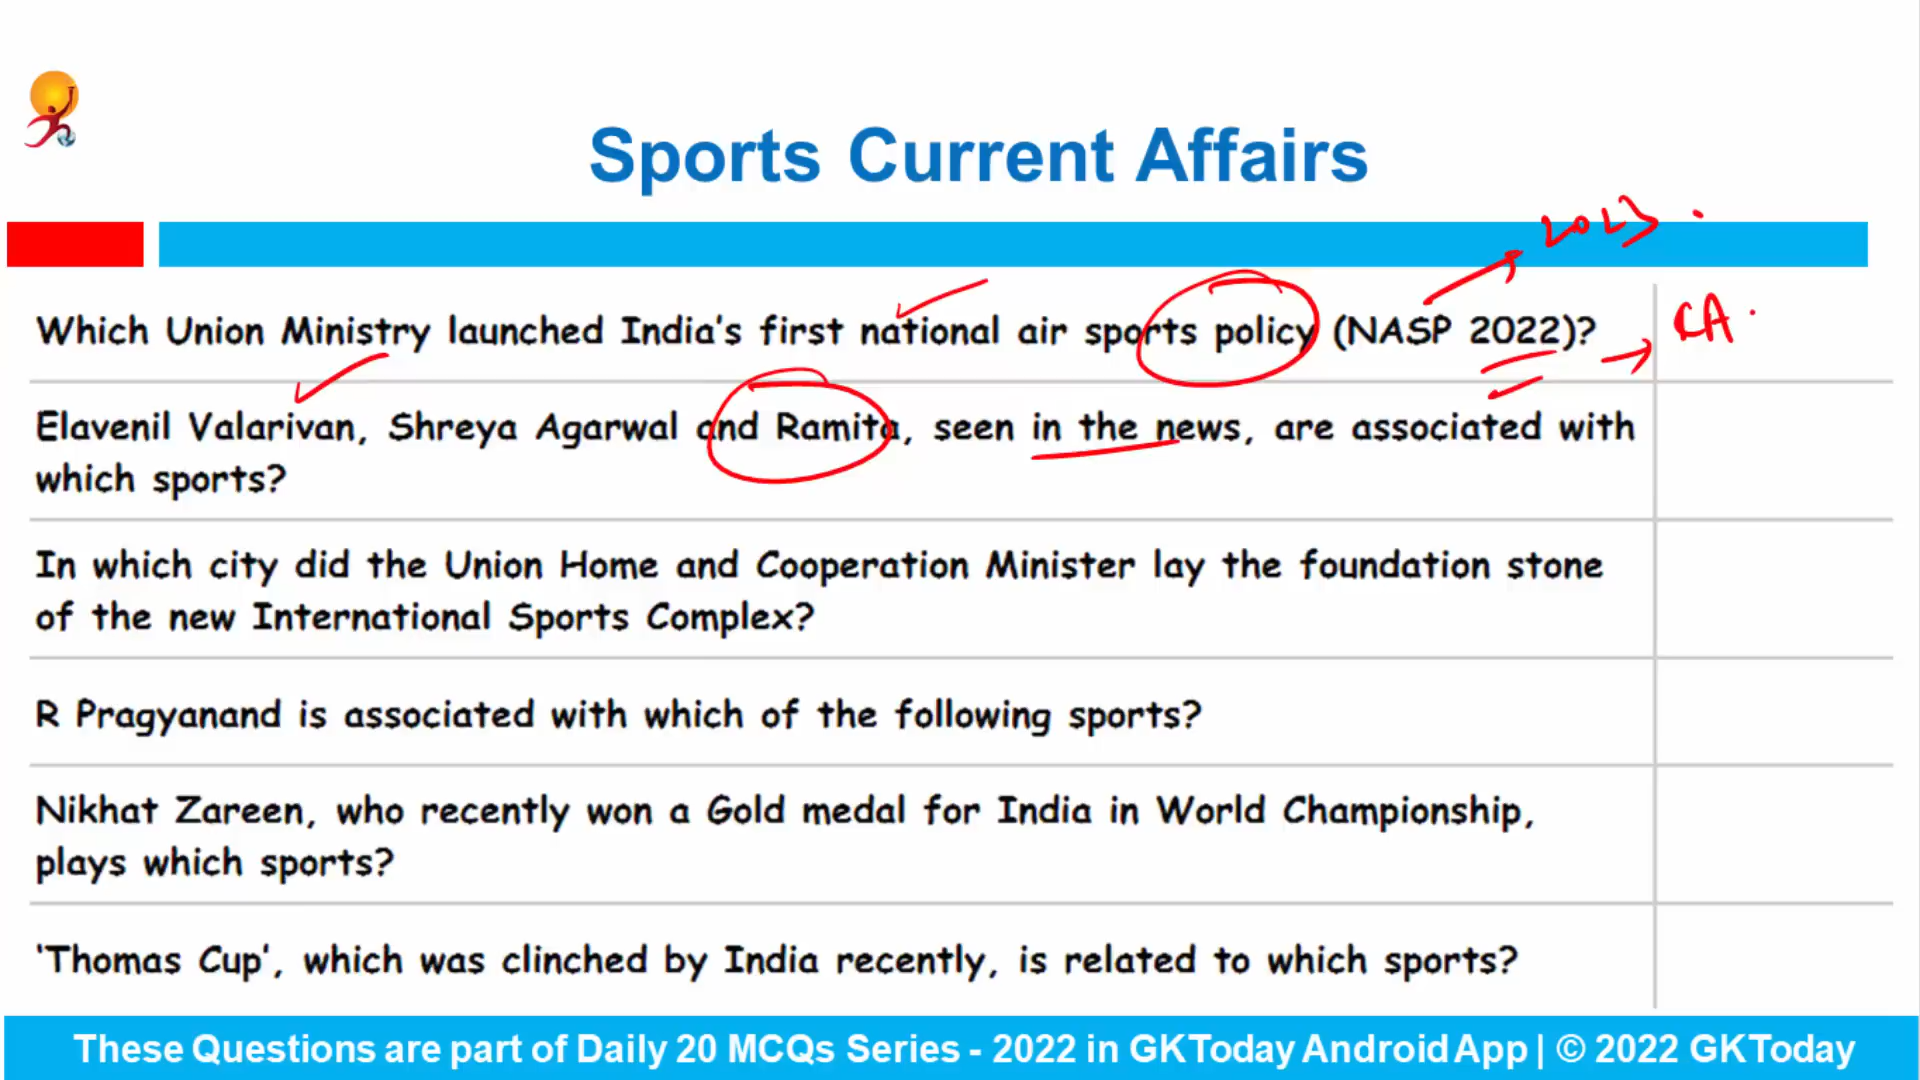 Sports Current Affairs
2023.
Which Union Ministry launched India's first national air sports policy (NASP 2022)?
CA.
Elavenil Valarivan, Shreya Agarwal and Ramita, seen in the news, are associated with
which sports?
In which city did the Union Home and Cooperation Minister lay the foundation stone
of the new International Sports Complex?
R Pragyanand is associated with which of the following sports?
Nikhat Zareen, who recently won a Gold medal for India in World Championship,
plays which sports?
'Thomas Cup', which was clinched by India recently, is related to which sports?
These Questions are part of Daily 20 MCQs Series - 2022 in GKToday Android App | © 2022 GKToday